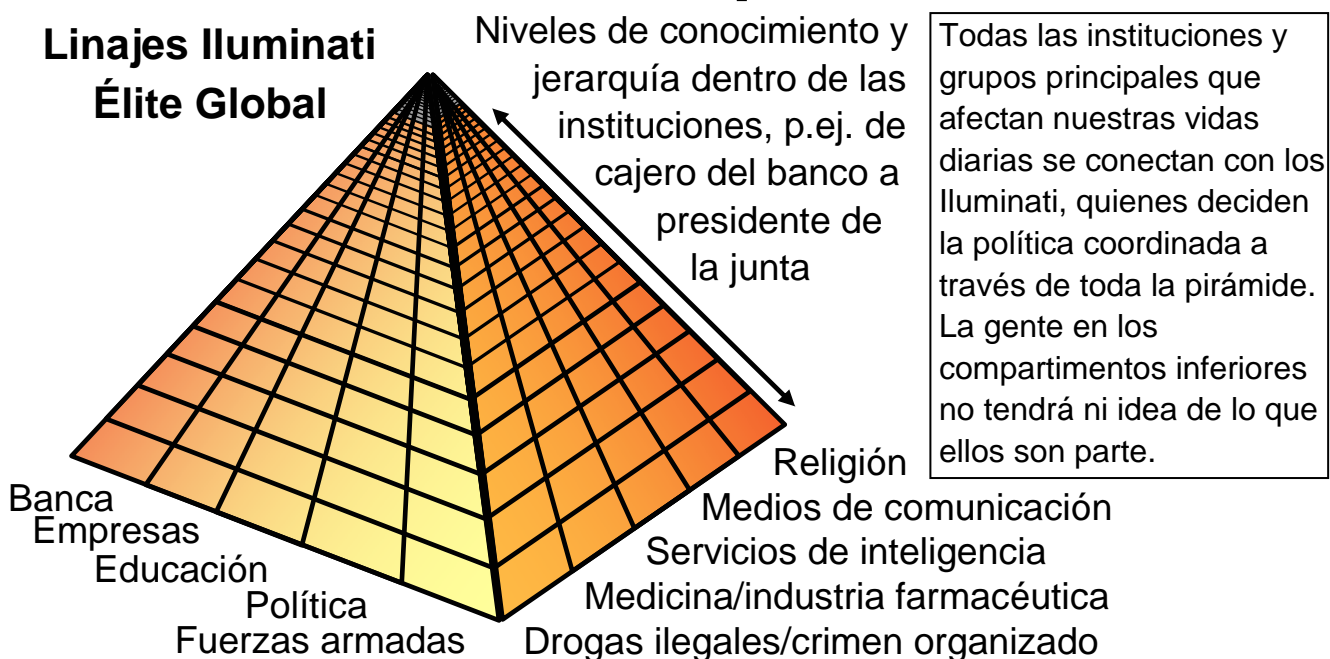 Linajes Iluminati
Élite Global
Niveles de conocimiento y
jerarquía dentro de las
instituciones, p.ej. de
cajero del banco a
presidente de
la junta
Todas las instituciones y
grupos principales que
afectan nuestras vidas
diarias se conectan con los
Iluminati, quienes deciden
la política coordinada a
través de toda la pirámide.
La gente en los
compartimentos inferiores
no tendrá ni idea de lo que
ellos son parte.
Banca
Empresas
Educación
Política
Fuerzas armadas
Religión
Medios de comunicación
Servicios de inteligencia
Medicina/industria farmacéutica
Drogas ilegales/crimen organizado